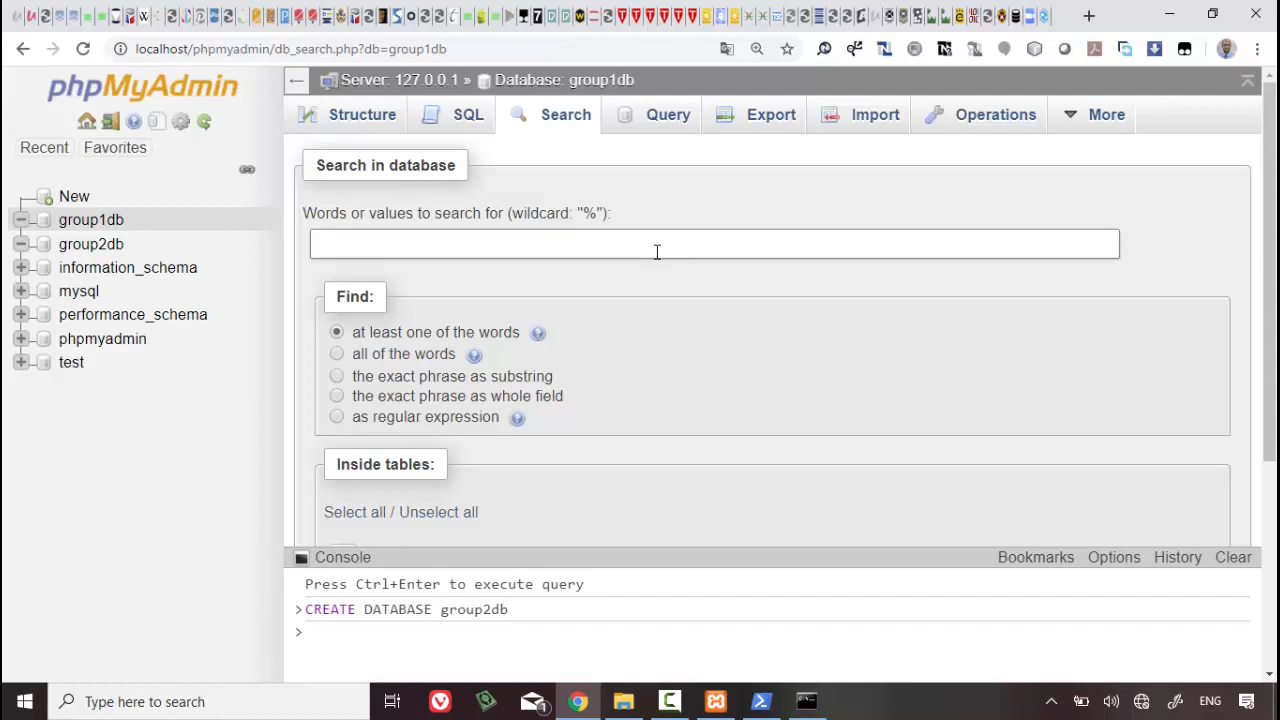 localhost/phpmyadmin/db_search.php?db=group1db
phpMyAdmin
Recent
Favorites
New
group1db
group2db
information_schema
mysql
performance_schema
phpmyadmin
test
Server: 127.0.0.1 » Database: group1db
Structure
SQL
Search
Query
Export
Import
Operations
More
Search in database
Words or values to search for (wildcard: "%"):
Find:
at least one of the words
all of the words
the exact phrase as substring
the exact phrase as whole field
as regular expression
Inside tables:
Select all / Unselect all
Console
Bookmarks
Options
History
Clear
Press Ctrl+Enter to execute query
>CREATE DATABASE group2db
>
Type here to search
1
ENG